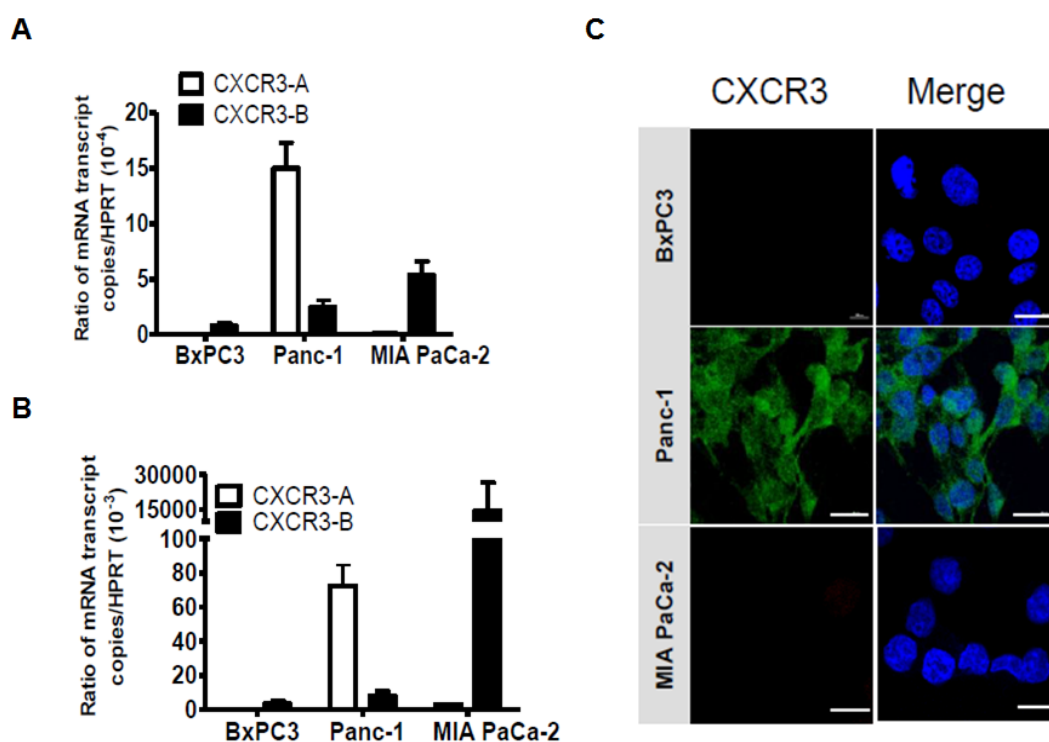 A
CXCR3-A
CXCR3-B
Ratio of mRNA transcript
copies/HPRT (10-4)
20
15
10
5
0
BxPC3 Panc-1 MIA PaCa-2
B
CXCR3-A
CXCR3-B
Ratio of mRNA transcript
copies/HPRT (10-3)
30000
15000
100
80
60
40
20
0
BxPC3 Panc-1 MIA PaCa-2
C
CXCR3 Merge
BxPC3
Panc-1
MIA PaCa-2